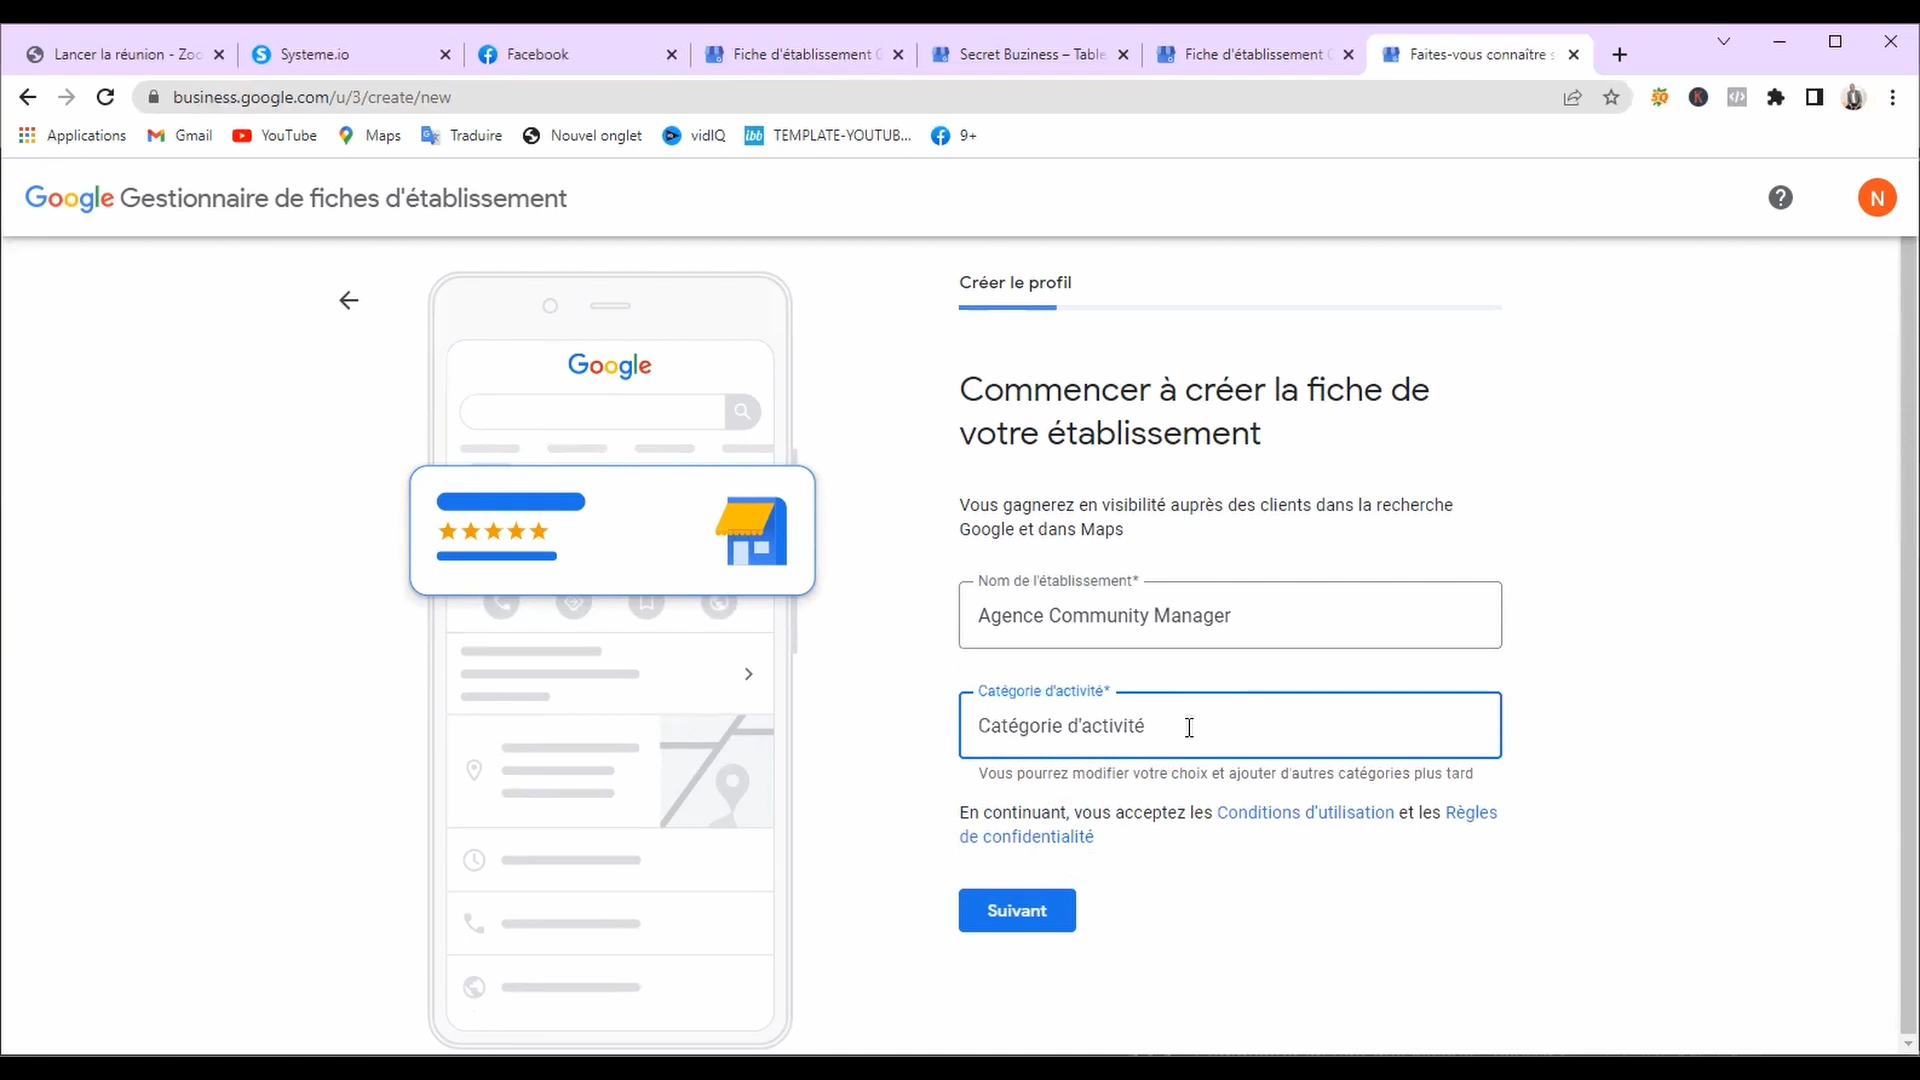 Lancer la réunion - Zoo
Systeme.io
Facebook
Fiche d'établissement G
Secret Buziness – Table
Fiche d'établissement G
Faites-vous connaître s
business.google.com/u/3/create/new
Applications
Gmail
YouTube
Maps
Traduire
Nouvel onglet
vidIQ
ibb
TEMPLATE-YOUTUB...
9+
Google Gestionnaire de fiches d'établissement
N
Google
Créer le profil
Commencer à créer la fiche de
votre établissement
Vous gagnerez en visibilité auprès des clients dans la recherche
Google et dans Maps
Nom de l'établissement*
Agence Community Manager
Catégorie d'activité*
Catégorie d'activité
Vous pourrez modifier votre choix et ajouter d'autres catégories plus tard
En continuant, vous acceptez les Conditions d'utilisation et les Règles
de confidentialité
Suivant